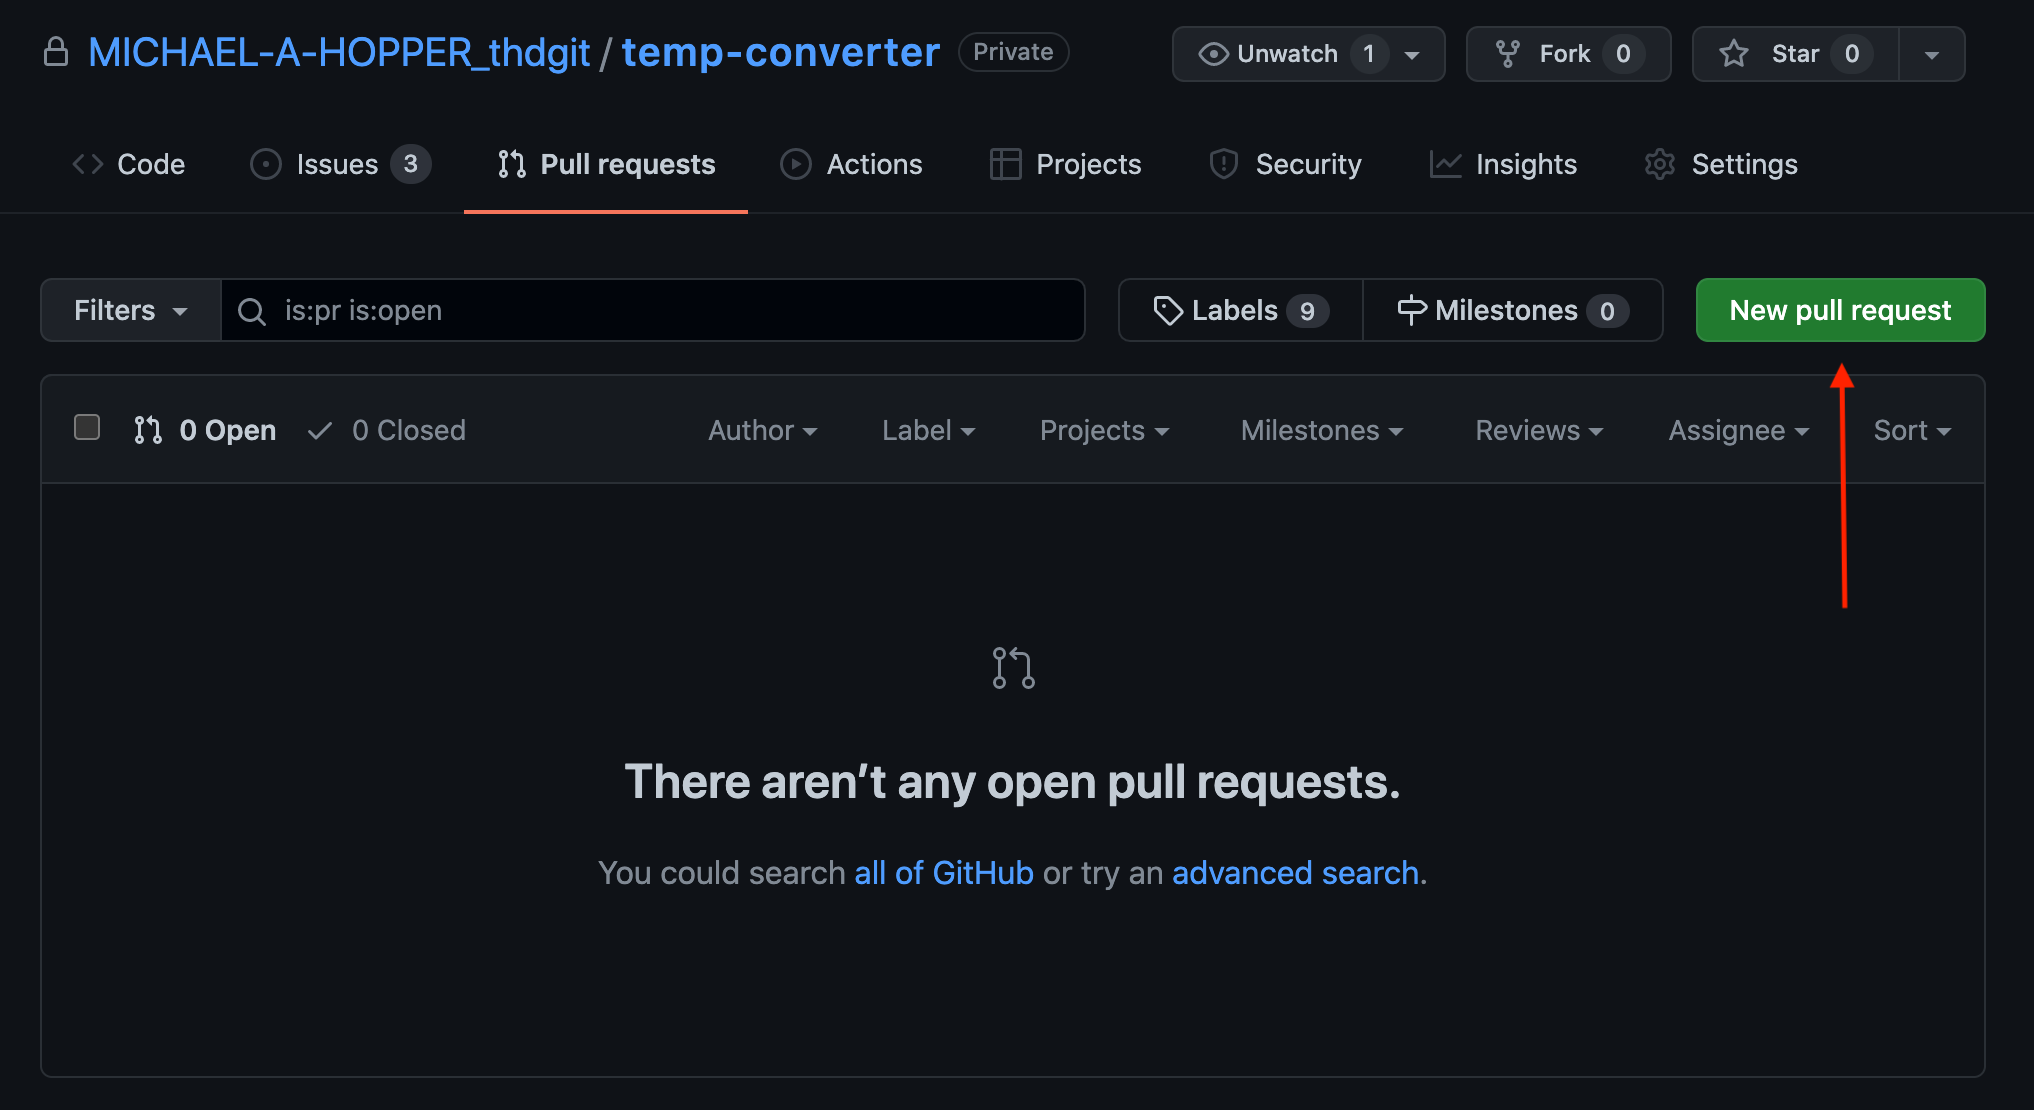 MICHAEL-A-HOPPER_thdgit / temp-converter Private Unwatch 1 Fork 0 Star 0
Code Issues 3 Pull requests Actions Projects Security Insights Settings
Filters is:pr is:open Labels 9 Milestones 0 New pull request
0 Open 0 Closed Author Label Projects Milestones Reviews Assignee Sort
There aren’t any open pull requests.
You could search all of GitHub or try an advanced search.